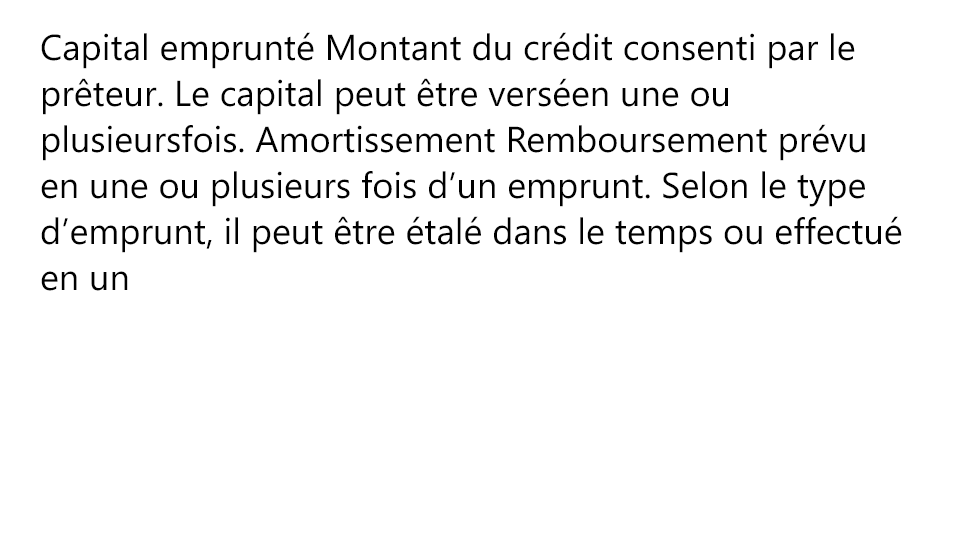 Capital emprunté Montant du crédit consenti par le
prêteur. Le capital peut être verséen une ou
plusieursfois. Amortissement Remboursement prévu
en une ou plusieurs fois d’un emprunt. Selon le type
d’emprunt, il peut être étalé dans le temps ou effectué
en un